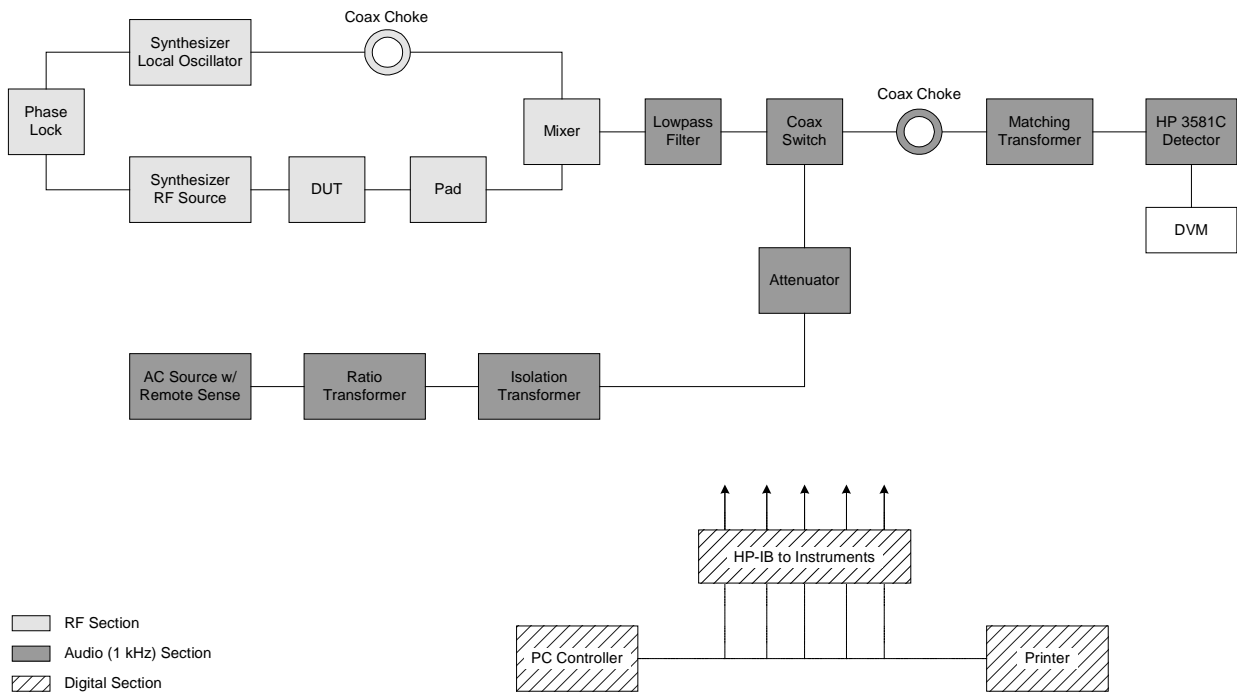 Coax Choke
Synthesizer
Local Oscillator
Phase
Lock
Mixer
Lowpass
Filter
Coax
Switch
Coax Choke
Matching
Transformer
HP 3581C
Detector
Synthesizer
RF Source
DUT
Pad
DVM
Attenuator
AC Source w/
Remote Sense
Ratio
Transformer
Isolation
Transformer
HP-IB to Instruments
PC Controller
Printer
RF Section
Audio (1 kHz) Section
Digital Section